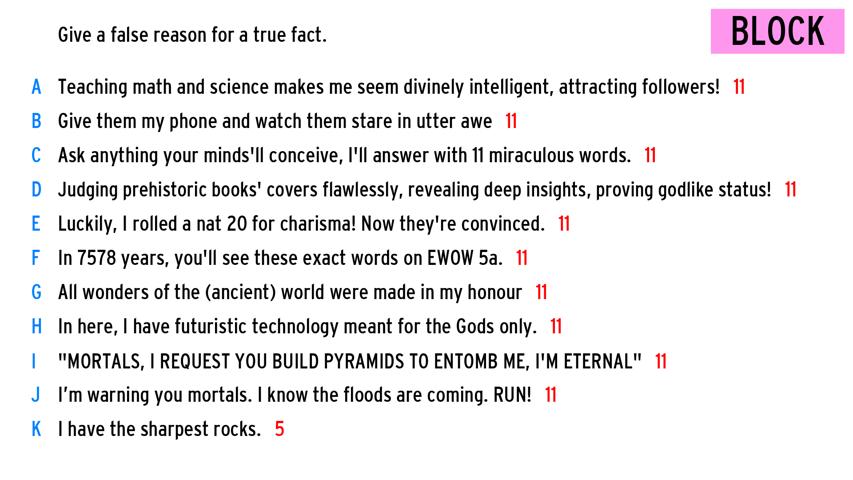 Give a false reason for a true fact.
BLOCK
A Teaching math and science makes me seem divinely intelligent, attracting followers! 11
B Give them my phone and watch them stare in utter awe 11
C Ask anything your minds'll conceive, I'll answer with 11 miraculous words. 11
D Judging prehistoric books' covers flawlessly, revealing deep insights, proving godlike status! 11
E Luckily, I rolled a nat 20 for charisma! Now they're convinced. 11
F In 7578 years, you'll see these exact words on EWOW 5a. 11
G All wonders of the (ancient) world were made in my honour 11
H In here, I have futuristic technology meant for the Gods only. 11
I "MORTALS, I REQUEST YOU BUILD PYRAMIDS TO ENTOMB ME, I'M ETERNAL" 11
J I’m warning you mortals. I know the floods are coming. RUN! 11
K I have the sharpest rocks. 5